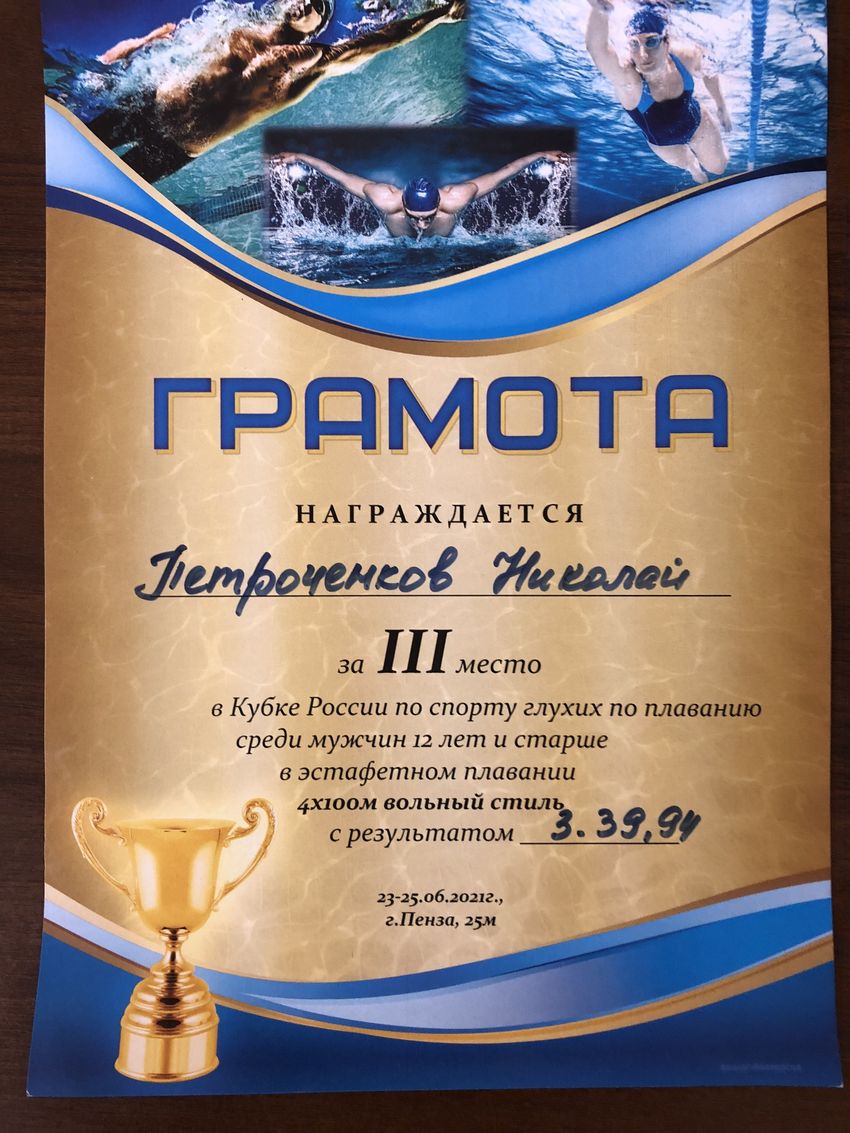 ГРАМОТА
НАГРАЖДАЕТСЯ
Петроченков Николай
за III место
в Кубке России по спорту глухих по плаванию
среди мужчин 12 лет и старше
в эстафетном плавании
4х100м вольный стиль
с результатом 3.39,94
23-25.06.2021г.,
г.Пенза, 25м